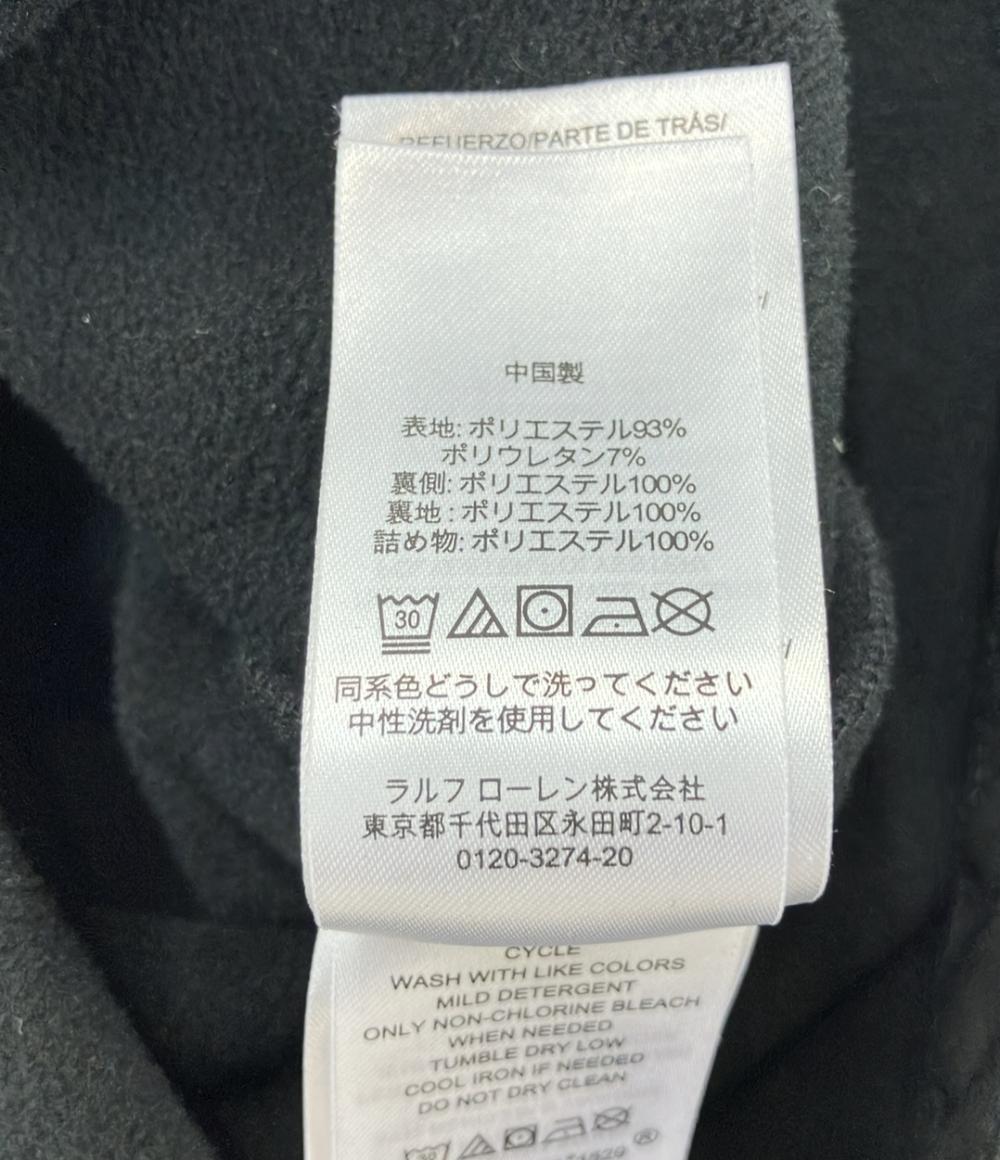 REFUERZO/PARTE DE TRÁS/
中国製
表地: ポリエステル93%
ポリウレタン7%
裏側: ポリエステル100%
裏地 : ポリエステル100%
詰め物: ポリエステル100%
30
同系色どうしで洗ってください
中性洗剤を使用してください
ラルフ ローレン株式会社
東京都千代田区永田町2-10-1
0120-3274-20
CYCLE
WASH WITH LIKE COLORS
MILD DETERGENT
ONLY NON-CHLORINE BLEACH
WHEN NEEDED
TUMBLE DRY LOW
COOL IRON IF NEEDED
DO NOT DRY CLEAN
30
®